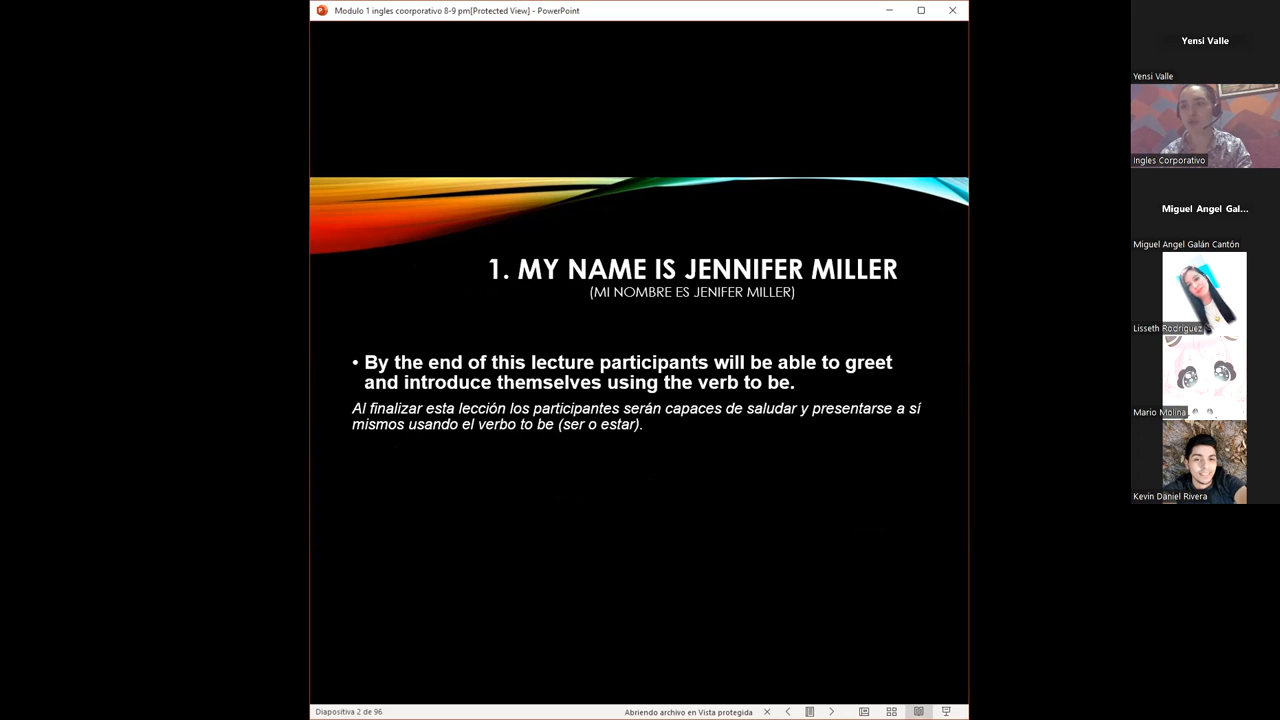 Modulo 1 ingles coorporativo 8-9 pm[Protected View] - PowerPoint
1. MY NAME IS JENNIFER MILLER
(MI NOMBRE ES JENIFER MILLER)
• By the end of this lecture participants will be able to greet
and introduce themselves using the verb to be.
Al finalizar esta lección los participantes serán capaces de saludar y presentarse a sí
mismos usando el verbo to be (ser o estar).
Diapositiva 2 de 96
Abriendo archivo en Vista protegida
Yensi Valle
Yensi Valle
Ingles Corporativo
Miguel Angel Gal...
Miguel Angel Galán Cantón
Lisseth Rodriguez
Mario Molina
Kevin Daniel Rivera